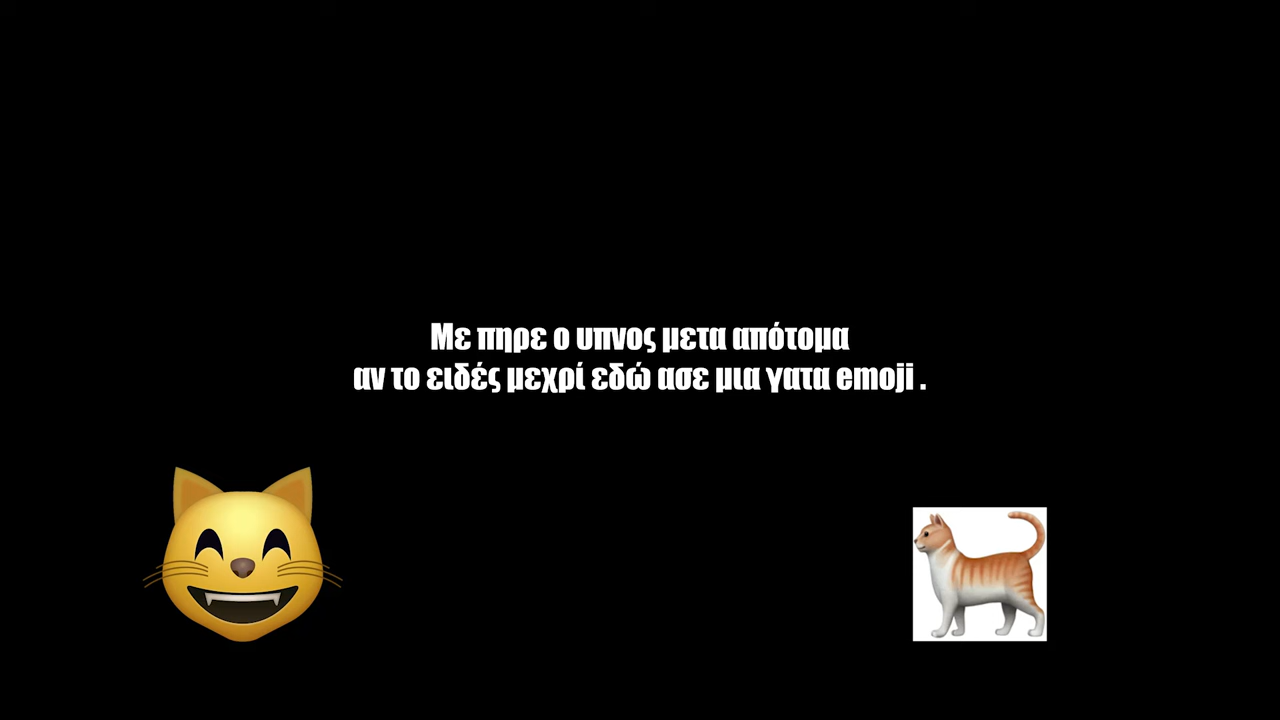 Με πηρε ο υπνος μετα απότομα
αν το ειδές μεχρί εδώ ασε μια γατα emoji .